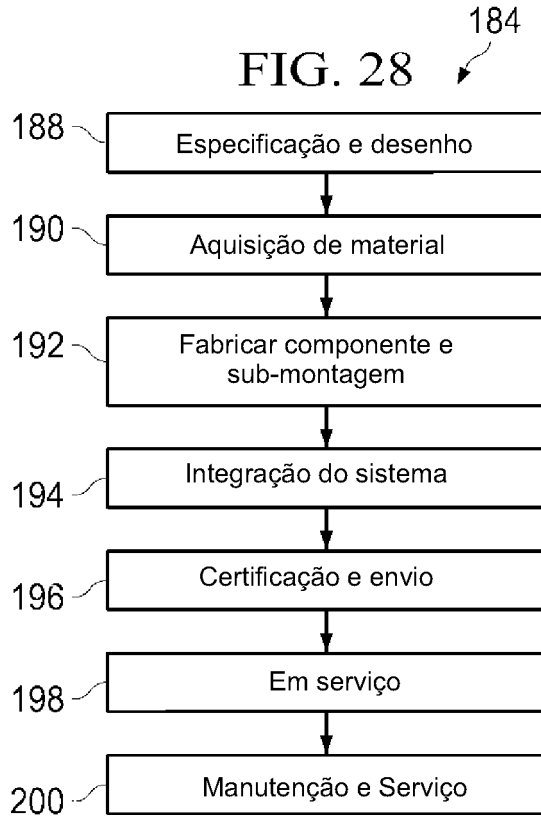 184
FIG. 28
188
Especificação e desenho
190
Aquisição de material
192
Fabricar componente e
sub-montagem
194
Integração do sistema
196
Certificação e envio
198
Em serviço
200
Manutenção e Serviço